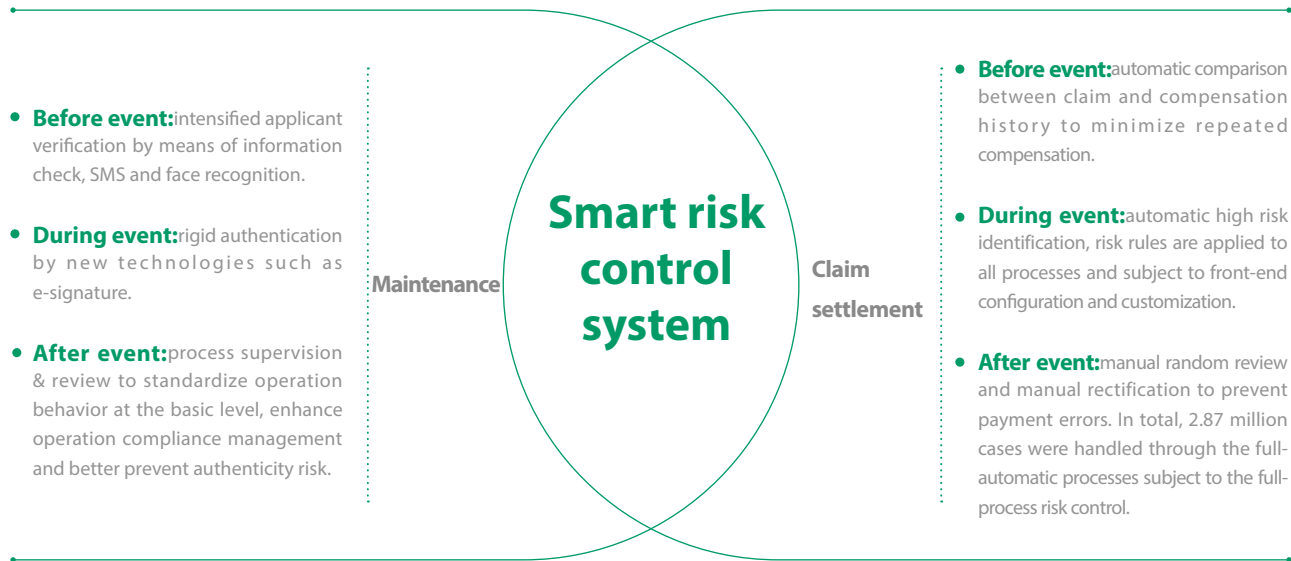 Before event:intensified applicant
verification by means of information
check, SMS and face recognition.
During event:rigid authentication
by new technologies such as
e-signature.
After event:process supervision
& review to standardize operation
behavior at the basic level, enhance
operation compliance management
and better prevent authenticity risk.
Maintenance
Smart risk
control
system
Claim
settlement
Before event:automatic comparison
between claim and compensation
history to minimize repeated
compensation.
During event:automatic high risk
identification, risk rules are applied to
all processes and subject to front-end
configuration and customization.
After event:manual random review
and manual rectification to prevent
payment errors. In total, 2.87 million
cases were handled through the full-
automatic processes subject to the full-
process risk control.